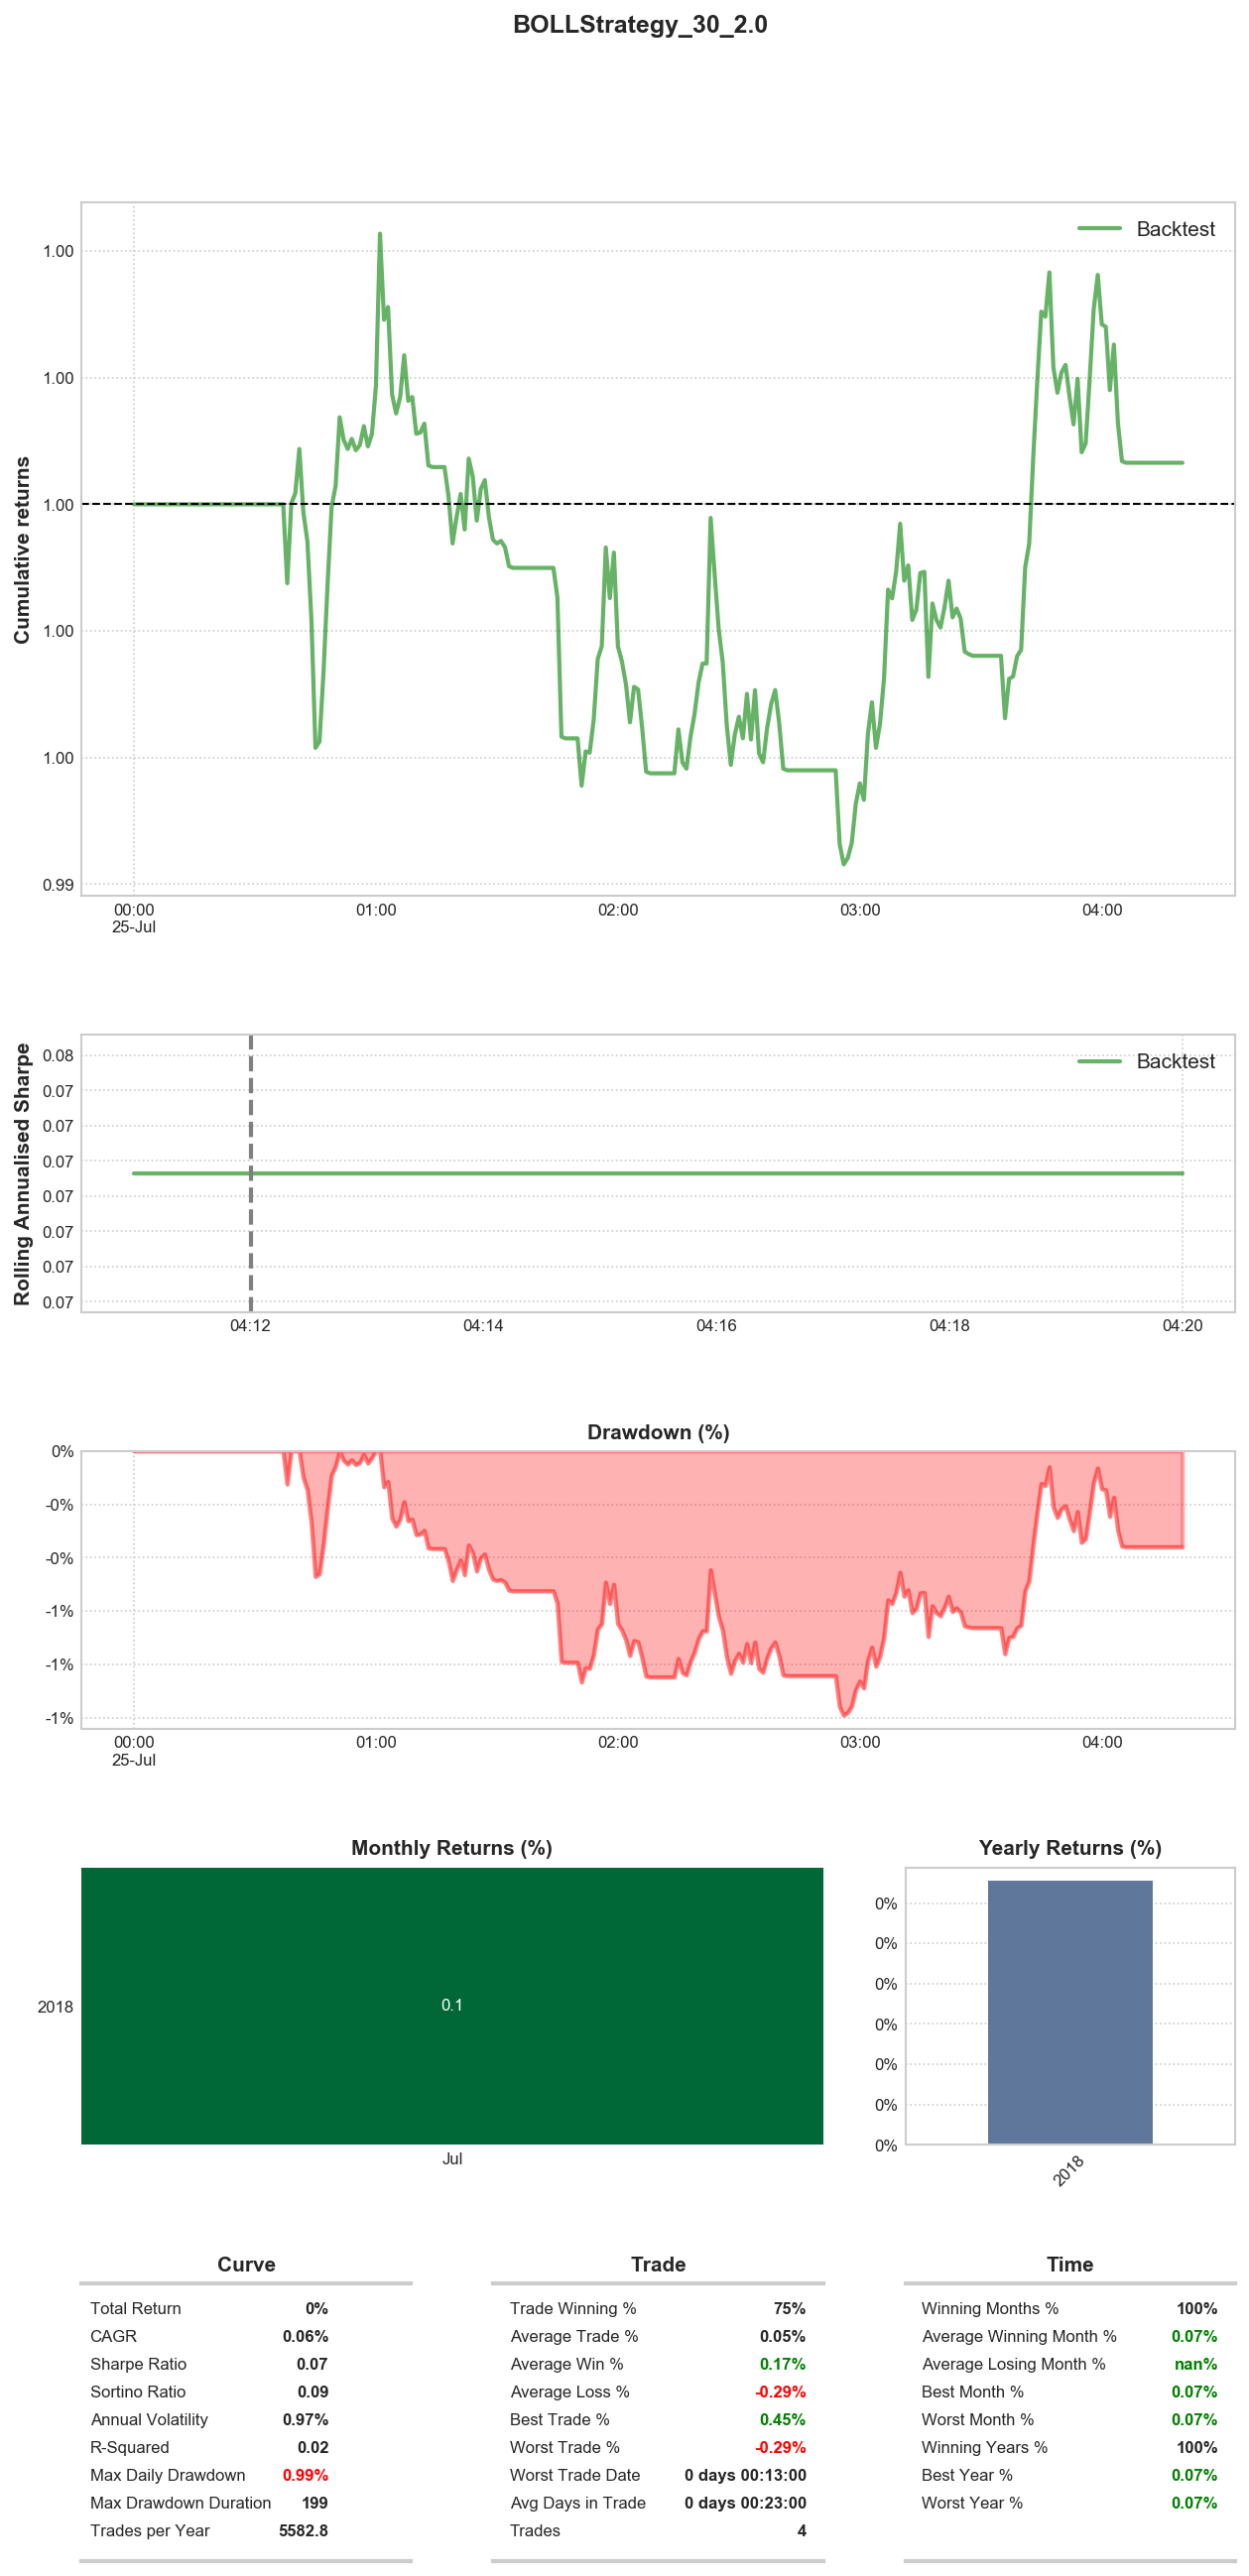 BOLLStrategy_30_2.0
Backtest
Cumulative returns
1.00
1.00
1.00
1.00
1.00
0.99
00:00 01:00 02:00 03:00 04:00
25-Jul
Backtest
Rolling Annualised Sharpe
0.08
0.07
0.07
0.07
0.07
0.07
0.07
0.07
04:12 04:14 04:16 04:18 04:20
Drawdown (%)
0%
-0%
-0%
-1%
-1%
-1%
00:00 01:00 02:00 03:00 04:00
25-Jul
Monthly Returns (%)
2018
0.1
Jul
Yearly Returns (%)
0%
0%
0%
0%
0%
0%
0%
2018
Curve
Total Return 0%
CAGR 0.06%
Sharpe Ratio 0.07
Sortino Ratio 0.09
Annual Volatility 0.97%
R-Squared 0.02
Max Daily Drawdown 0.99%
Max Drawdown Duration 199
Trades per Year 5582.8
Trade
Trade Winning % 75%
Average Trade % 0.05%
Average Win % 0.17%
Average Loss % -0.29%
Best Trade % 0.45%
Worst Trade % -0.29%
Worst Trade Date 0 days 00:13:00
Avg Days in Trade 0 days 00:23:00
Trades 4
Time
Winning Months % 100%
Average Winning Month % 0.07%
Average Losing Month % nan%
Best Month % 0.07%
Worst Month % 0.07%
Winning Years % 100%
Best Year % 0.07%
Worst Year % 0.07%